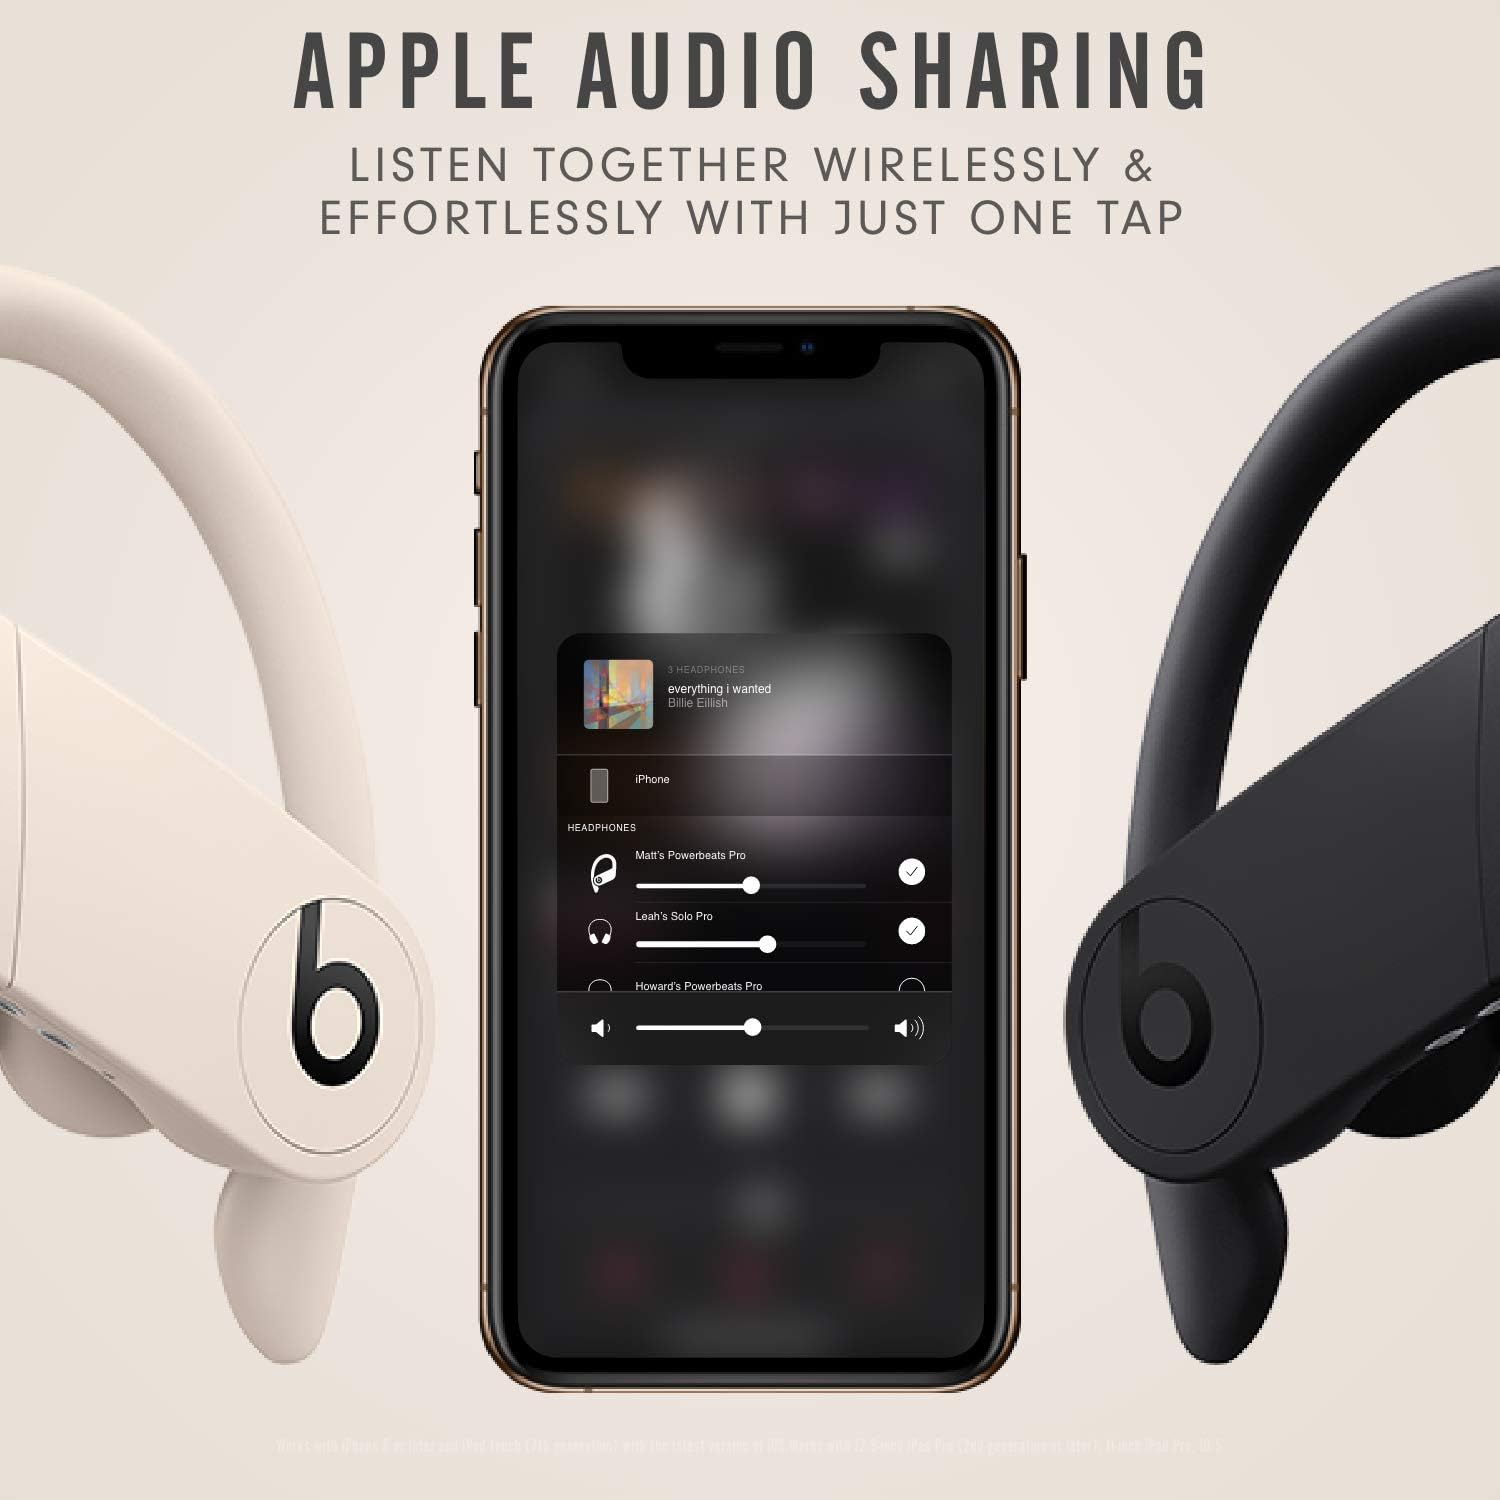 APPLE AUDIO SHARING
LISTEN TOGETHER WIRELESSLY &
EFFORTLESSLY WITH JUST ONE TAP
3 HEADPHONES
everything i wanted
Billie Eillish
iPhone
HEADPHONES
Matt's Powerbeats Pro
Leah's Solo Pro
Howard's Powerbeats Pro
b
b